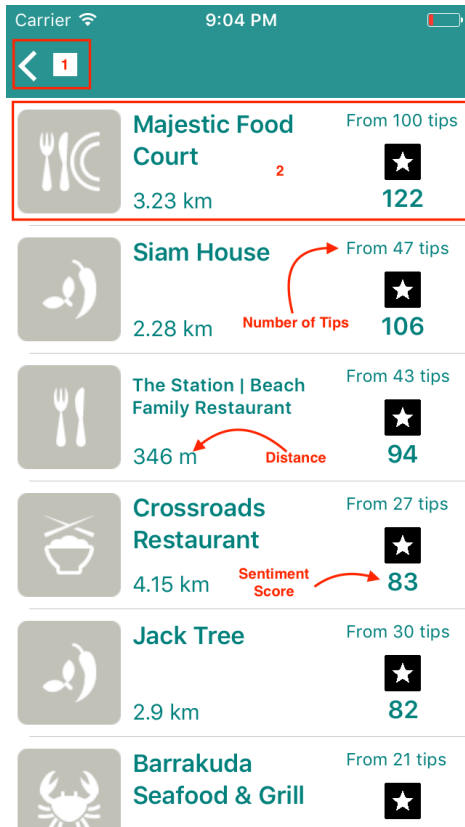 Carrier 9:04 PM
1
Majestic Food
Court
3.23 km
From 100 tips
122
2
Siam House
2.28 km
From 47 tips
106
Number of Tips
The Station | Beach
Family Restaurant
346 m
From 43 tips
94
Distance
Crossroads
Restaurant
4.15 km
From 27 tips
83
Sentiment
Score
Jack Tree
2.9 km
From 30 tips
82
Barrakuda
Seafood & Grill
From 21 tips